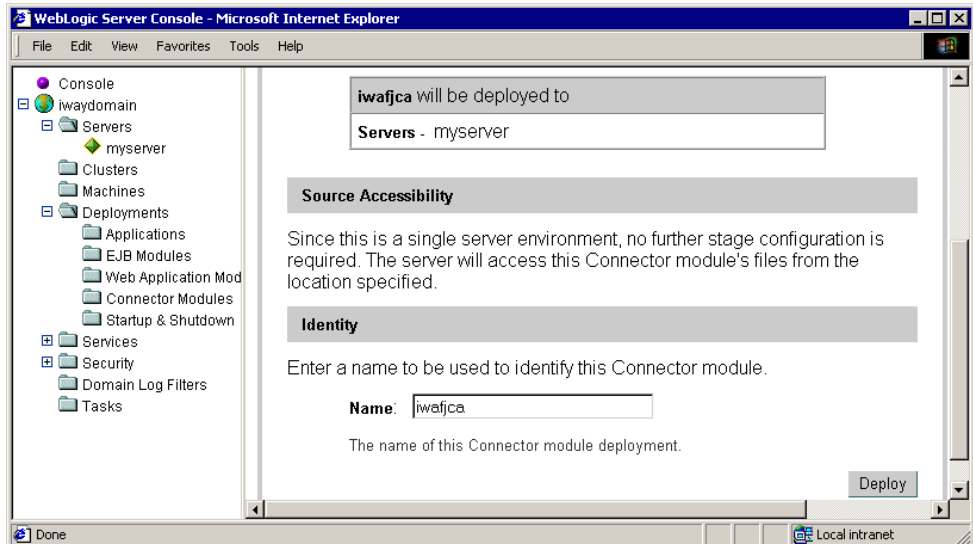 WebLogic Server Console - Microsoft Internet Explorer
File Edit View Favorites Tools Help
Console
iwaydomain
Servers
myserver
Clusters
Machines
Deployments
Applications
EJB Modules
Web Application Mod
Connector Modules
Startup & Shutdown
Services
Security
Domain Log Filters
Tasks
iwafjca will be deployed to
Servers - myserver
Source Accessibility
Since this is a single server environment, no further stage configuration is
required. The server will access this Connector module's files from the
location specified.
Identity
Enter a name to be used to identify this Connector module.
Name: iwafjca
The name of this Connector module deployment.
Deploy
Done
Local intranet